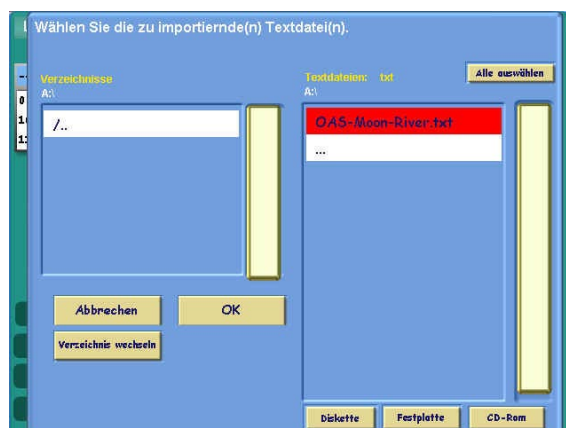 Wählen Sie die zu importiernde(n) Textdatei(n).
Verzeichnisse
A:\
/..
Abbrechen
OK
Verzeichnis wechseln
Textdateien: txt
Alle auswählen
A:\
OAS-Moon-River.txt
...
Diskette
Festplatte
CD-Rom